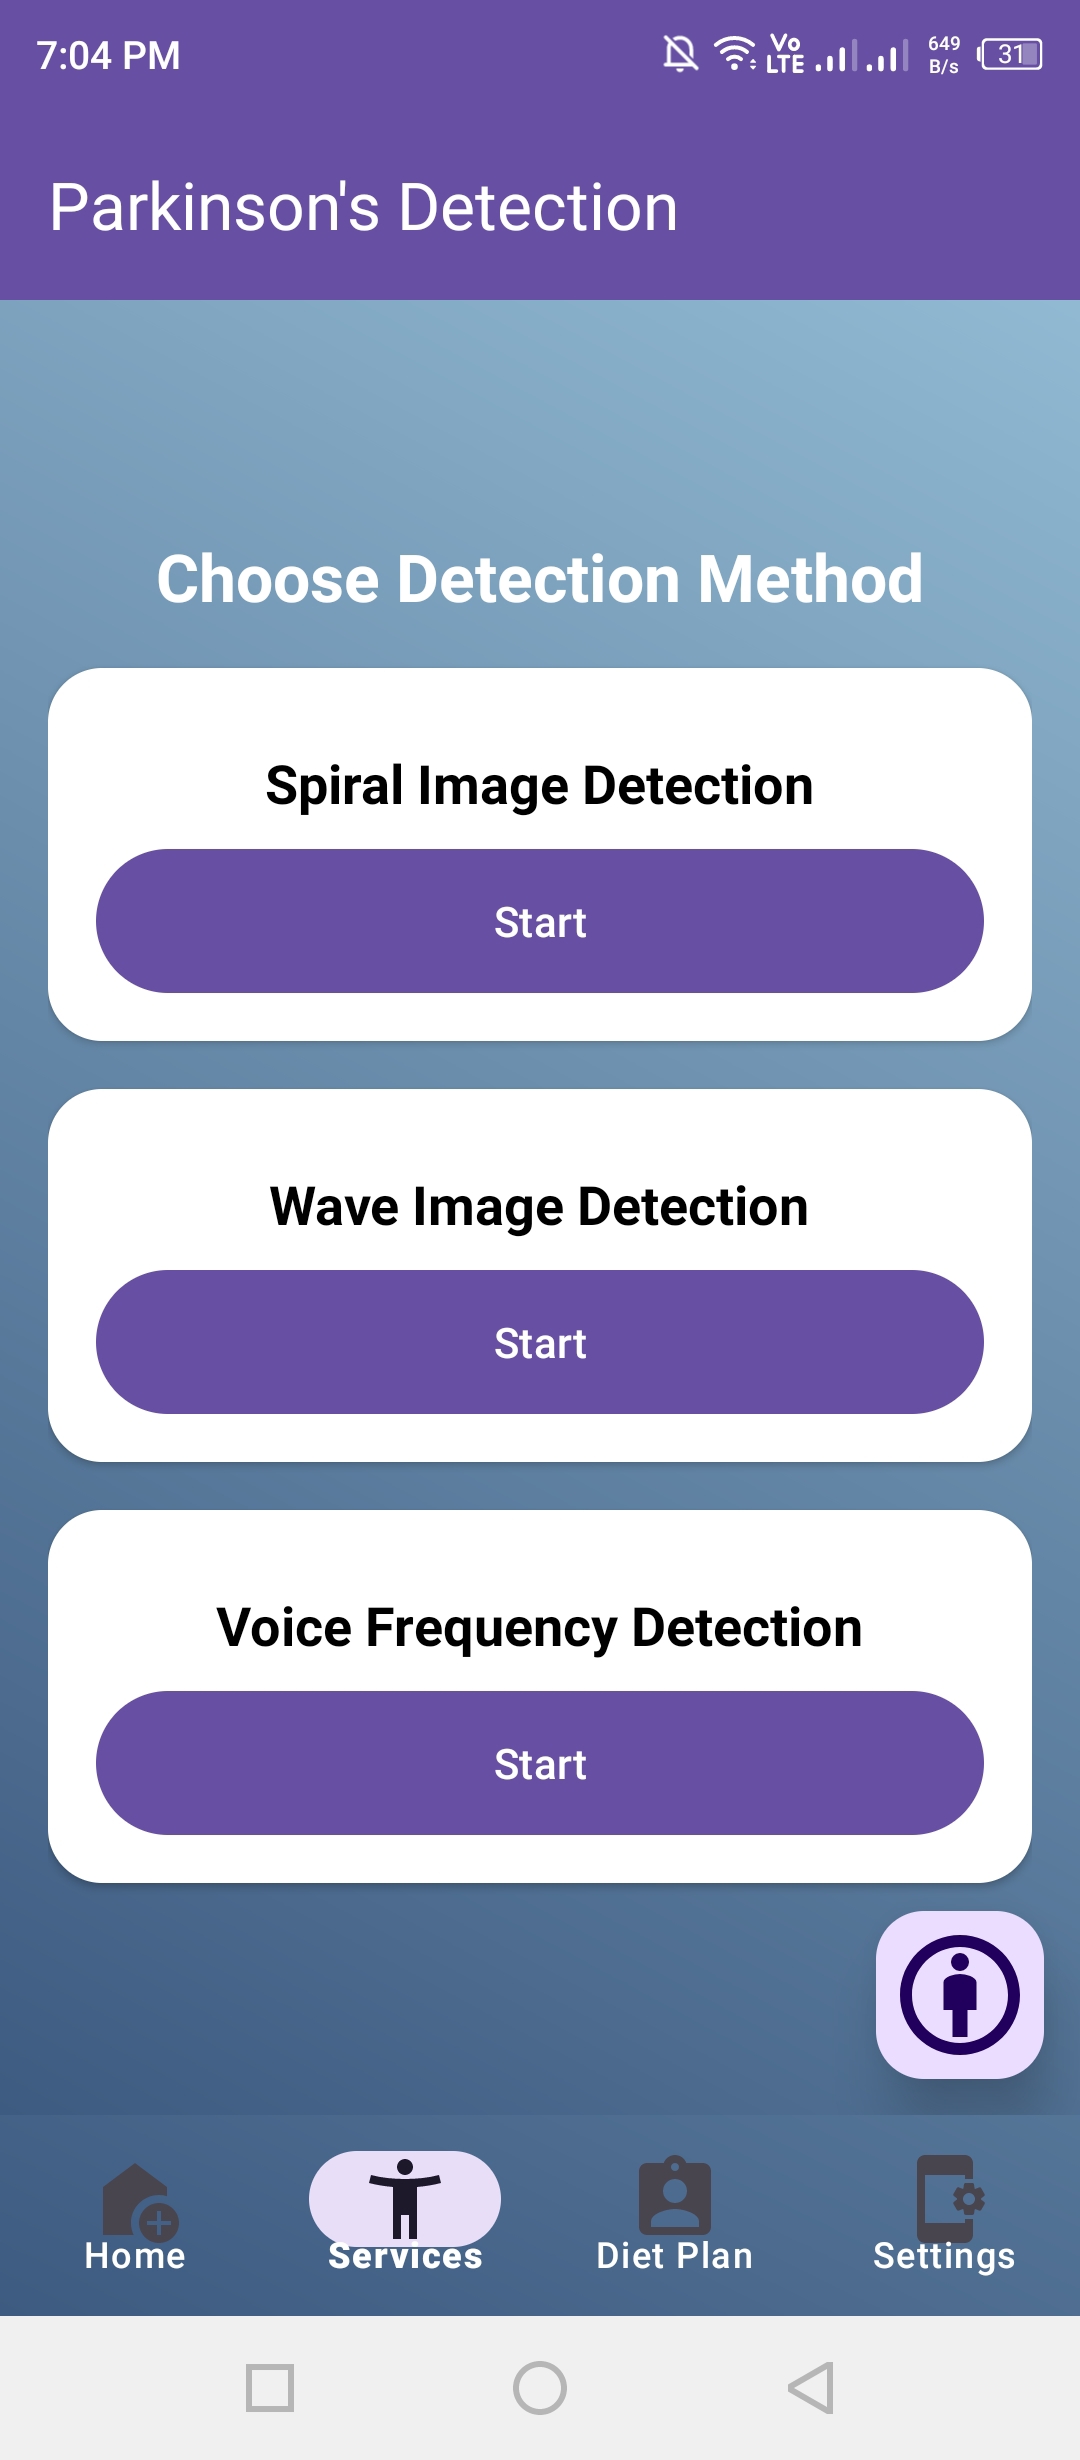 7:04 PM
Vo LTE
649 B/s
31
Parkinson's Detection
Choose Detection Method
Spiral Image Detection
Start
Wave Image Detection
Start
Voice Frequency Detection
Start
Home
Services
Diet Plan
Settings